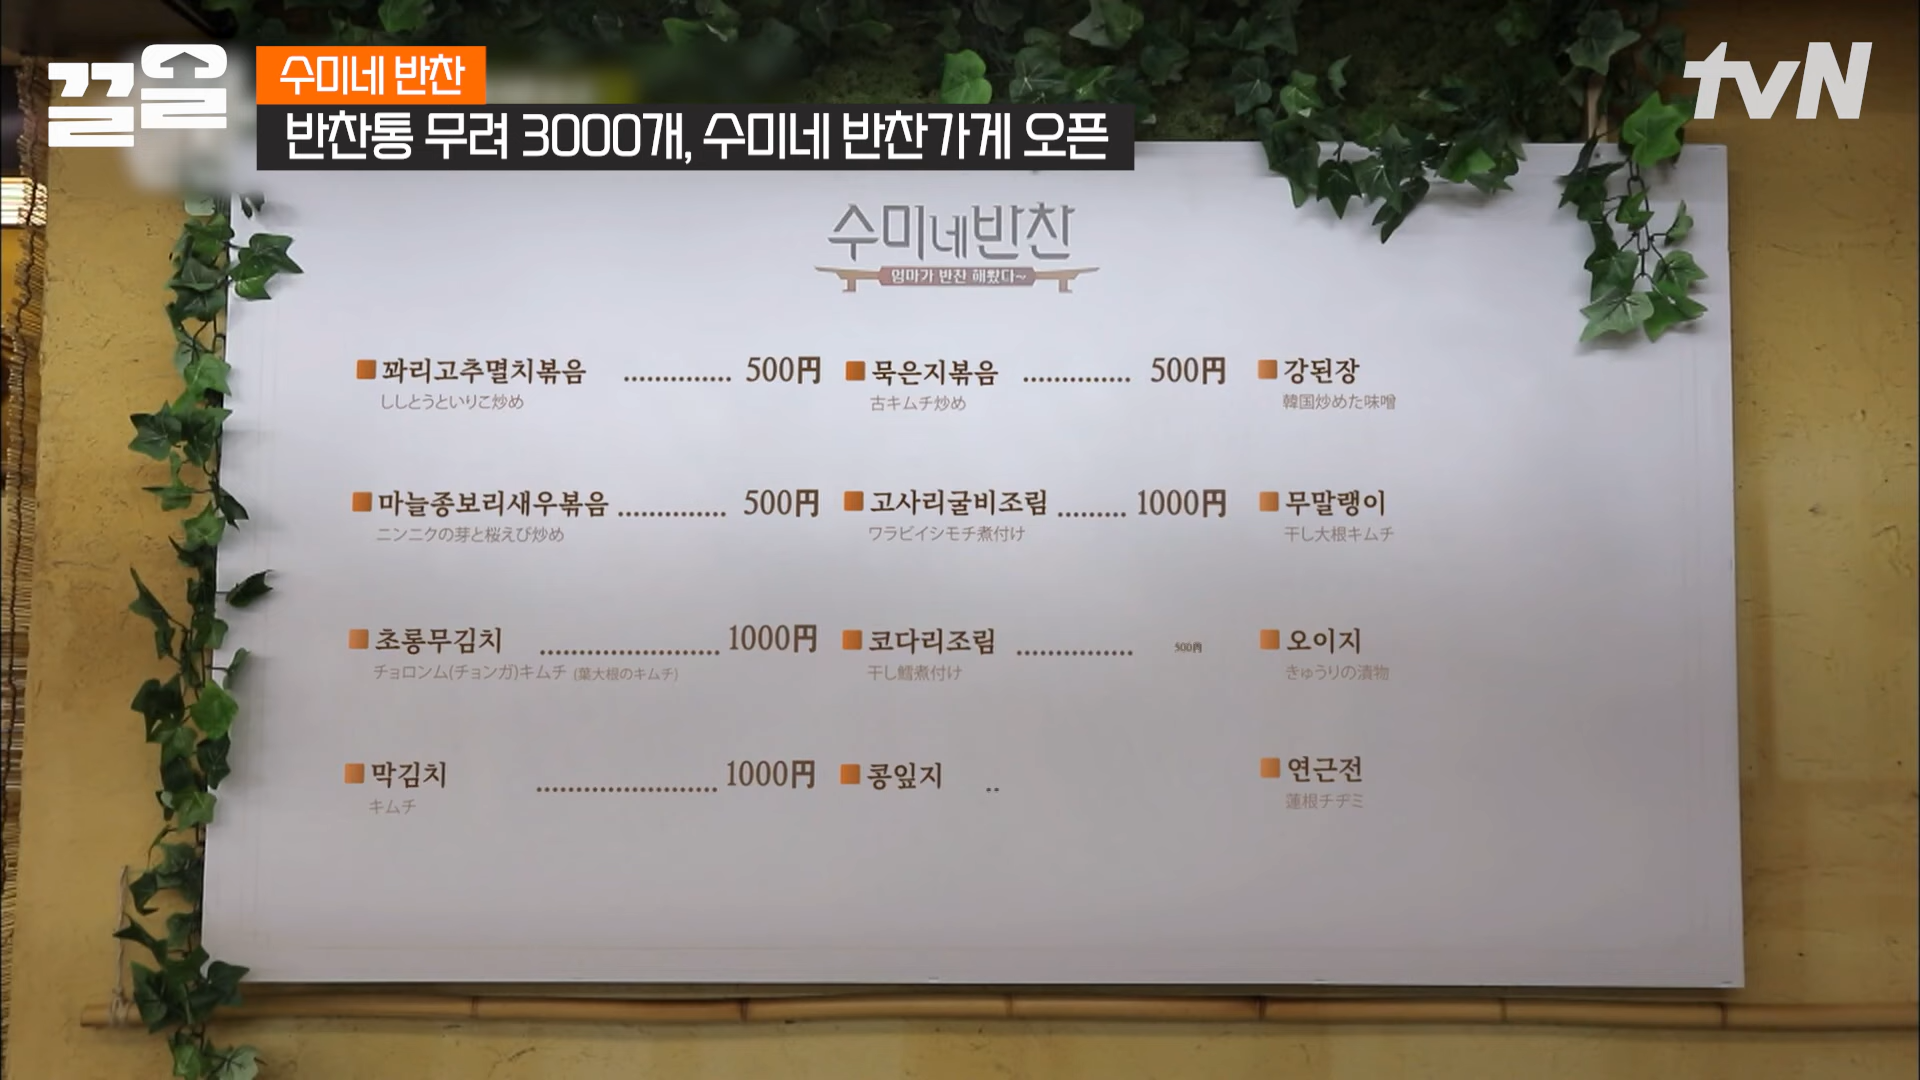 끌올
수미네 반찬
반찬통 무려 3000개, 수미네 반찬가게 오픈
tvN
수미네반찬
엄마가 반찬 해놨다~
꽈리고추멸치볶음 .............. 500円
ししとうといりこ炒め
묵은지볶음 .............. 500円
古キムチ炒め
강된장
韓国炒めた味噌
마늘종보리새우볶음 .............. 500円
ニンニクの芽と桜えび炒め
고사리굴비조림 ......... 1000円
ワラビイシモチ煮付け
무말랭이
干し大根キムチ
초롱무김치 ....................... 1000円
チョロンム(チョンガ)キムチ (葉大根のキムチ)
코다리조림 ............... 500円
干し鱈煮付け
오이지
きゅうりの漬物
막김치 ....................... 1000円
キムチ
콩잎지 ..
연근전
蓮根チヂミ